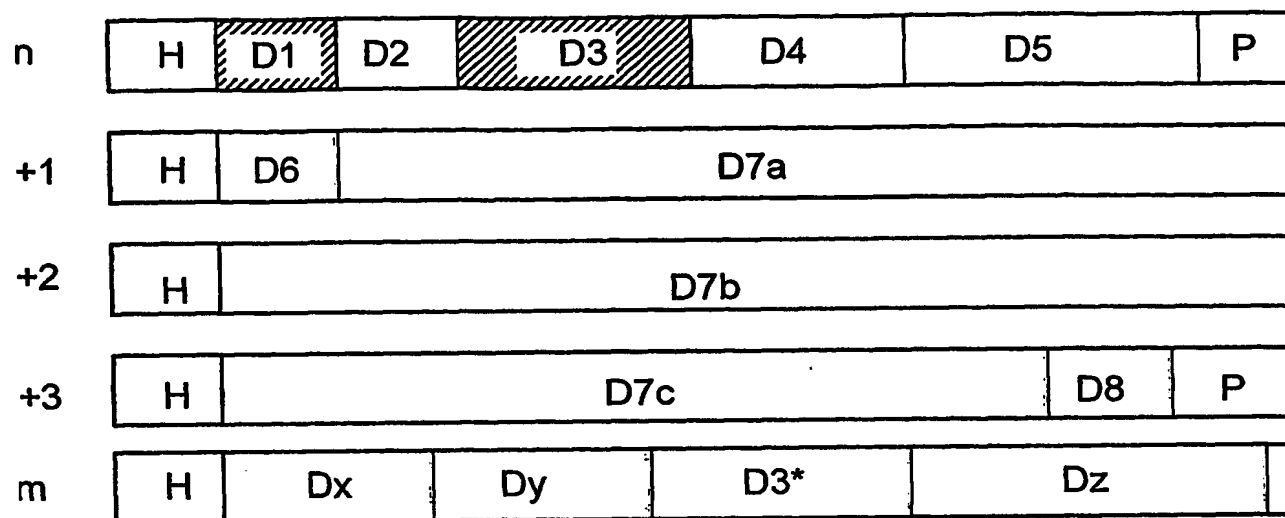 n H D1 D2 D3 D4 D5 P
+1 H D6 D7a
+2 H D7b
+3 H D7c D8 P
m H Dx Dy D3* Dz